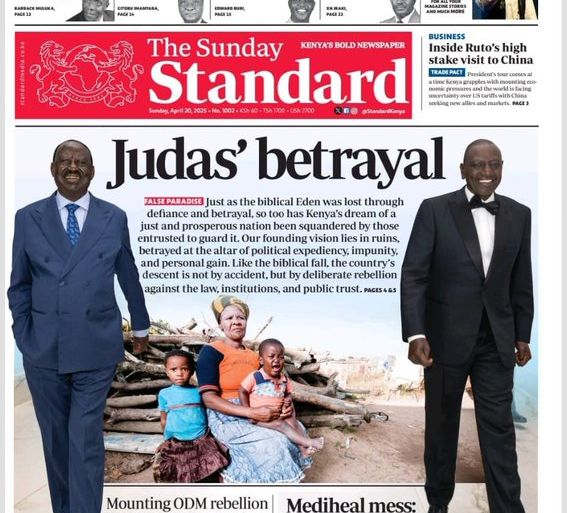 BARRACK MULUKA,
PAGE 12
GITOBU IMANYARA,
PAGE 14
EDWARD BURI,
PAGE 15
PAGE 22
MAGAZINE STORIES
AND MUCH MORE
standardmedia.co.ke
The Sunday
KENYA'S BOLD NEWSPAPER
Standard
Sunday, April 20, 2025 • No. 1002 • KSh 60 • TSh 1700 • USh 2700
@StandardKenya
BUSINESS
Inside Ruto's high
stake visit to China
TRADE PACT President's tour comes at
a time Kenya grapples with mounting eco-
nomic pressures and the world is facing
uncertainty over US tariffs with China
seeking new allies and markets. PAGE 3
Judas' betrayal
FALSE PARADISE Just as the biblical Eden was lost through
defiance and betrayal, so too has Kenya's dream of a
just and prosperous nation been squandered by those
entrusted to guard it. Our founding vision lies in ruins,
betrayed at the altar of political expediency, impunity,
and personal gain. Like the biblical fall, the country's
descent is not by accident, but by deliberate rebellion
against the law, institutions, and public trust. PAGES 4 & 5
Mounting ODM rebellion
Mediheal mess: